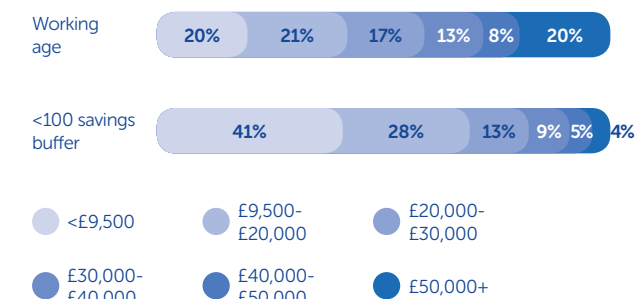 Working
age
20% 21% 17% 13% 8% 20%
<100 savings
buffer
41% 28% 13% 9% 5% 4%
<£9,500
£9,500-
£20,000
£20,000-
£30,000
£30,000-
£40,000
£40,000-
£50,000
£50,000+